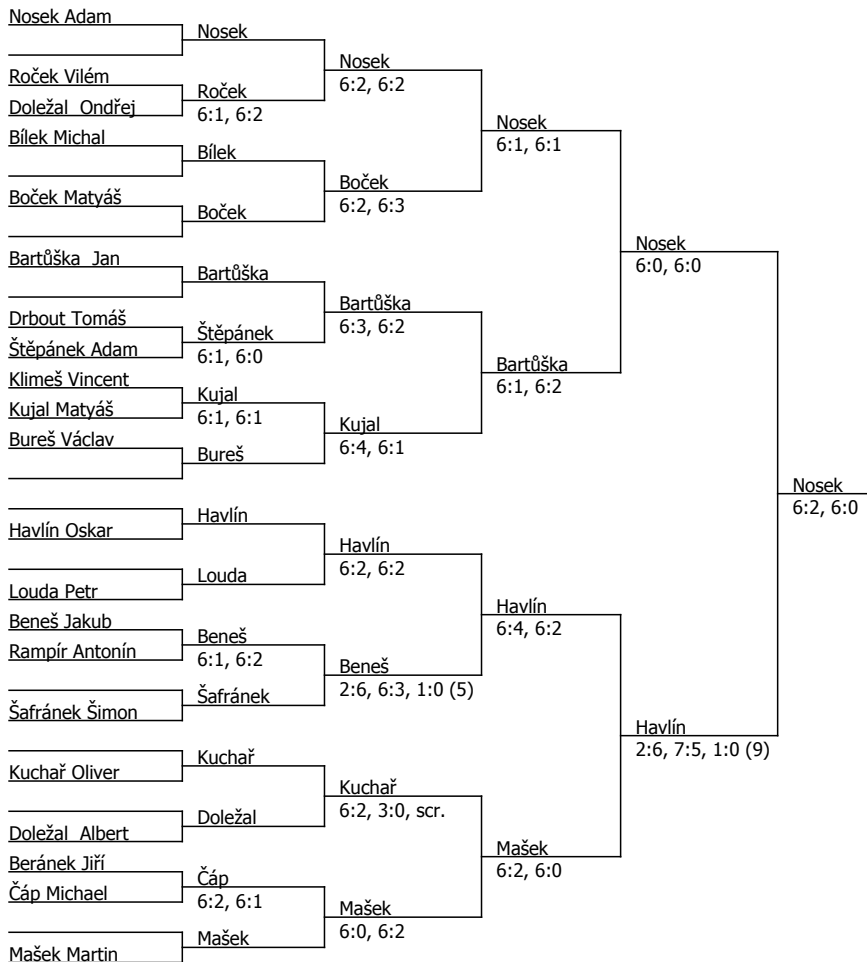 Nosek Adam
Roček Vilém
Doležal  Ondřej
Bílek Michal
Boček Matyáš
Bartůška  Jan
Drbout Tomáš
Štěpánek Adam
Klimeš Vincent
Kujal Matyáš
Bureš Václav
Havlín Oskar
Louda Petr
Beneš Jakub
Rampír Antonín
Šafránek Šimon
Kuchař Oliver
Doležal  Albert
Beránek Jiří
Čáp Michael
Mašek Martin
Nosek
Roček
6:1, 6:2
Bílek
Boček
Bartůška
Štěpánek
6:1, 6:0
Kujal
6:1, 6:1
Bureš
Havlín
Louda
Beneš
6:1, 6:2
Šafránek
Kuchař
Doležal
Čáp
6:2, 6:1
Mašek
Nosek
6:2, 6:2
Boček
6:2, 6:3
Bartůška
6:3, 6:2
Kujal
6:4, 6:1
Havlín
6:2, 6:2
Beneš
2:6, 6:3, 1:0 (5)
Kuchař
6:2, 3:0, scr.
Mašek
6:0, 6:2
Nosek
6:1, 6:1
Bartůška
6:1, 6:2
Havlín
6:4, 6:2
Mašek
6:2, 6:0
Nosek
6:0, 6:0
Havlín
2:6, 7:5, 1:0 (9)
Nosek
6:2, 6:0